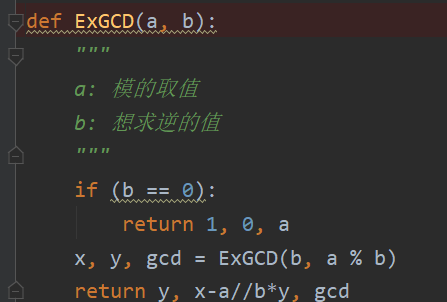 def ExGCD(a, b):
"""
a: 模的取值
b: 想求逆的值
"""
if (b == 0):
return 1, 0, a
x, y, gcd = ExGCD(b, a % b)
return y, x-a//b*y, gcd